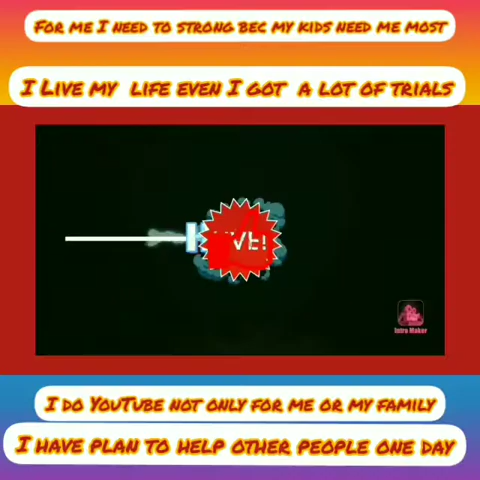 For me I need to strong bec my kids need me most
I Live my life even I got a lot of trials
Intro Maker
I do YouTube not only for me or my family
I have plan to help other people one day